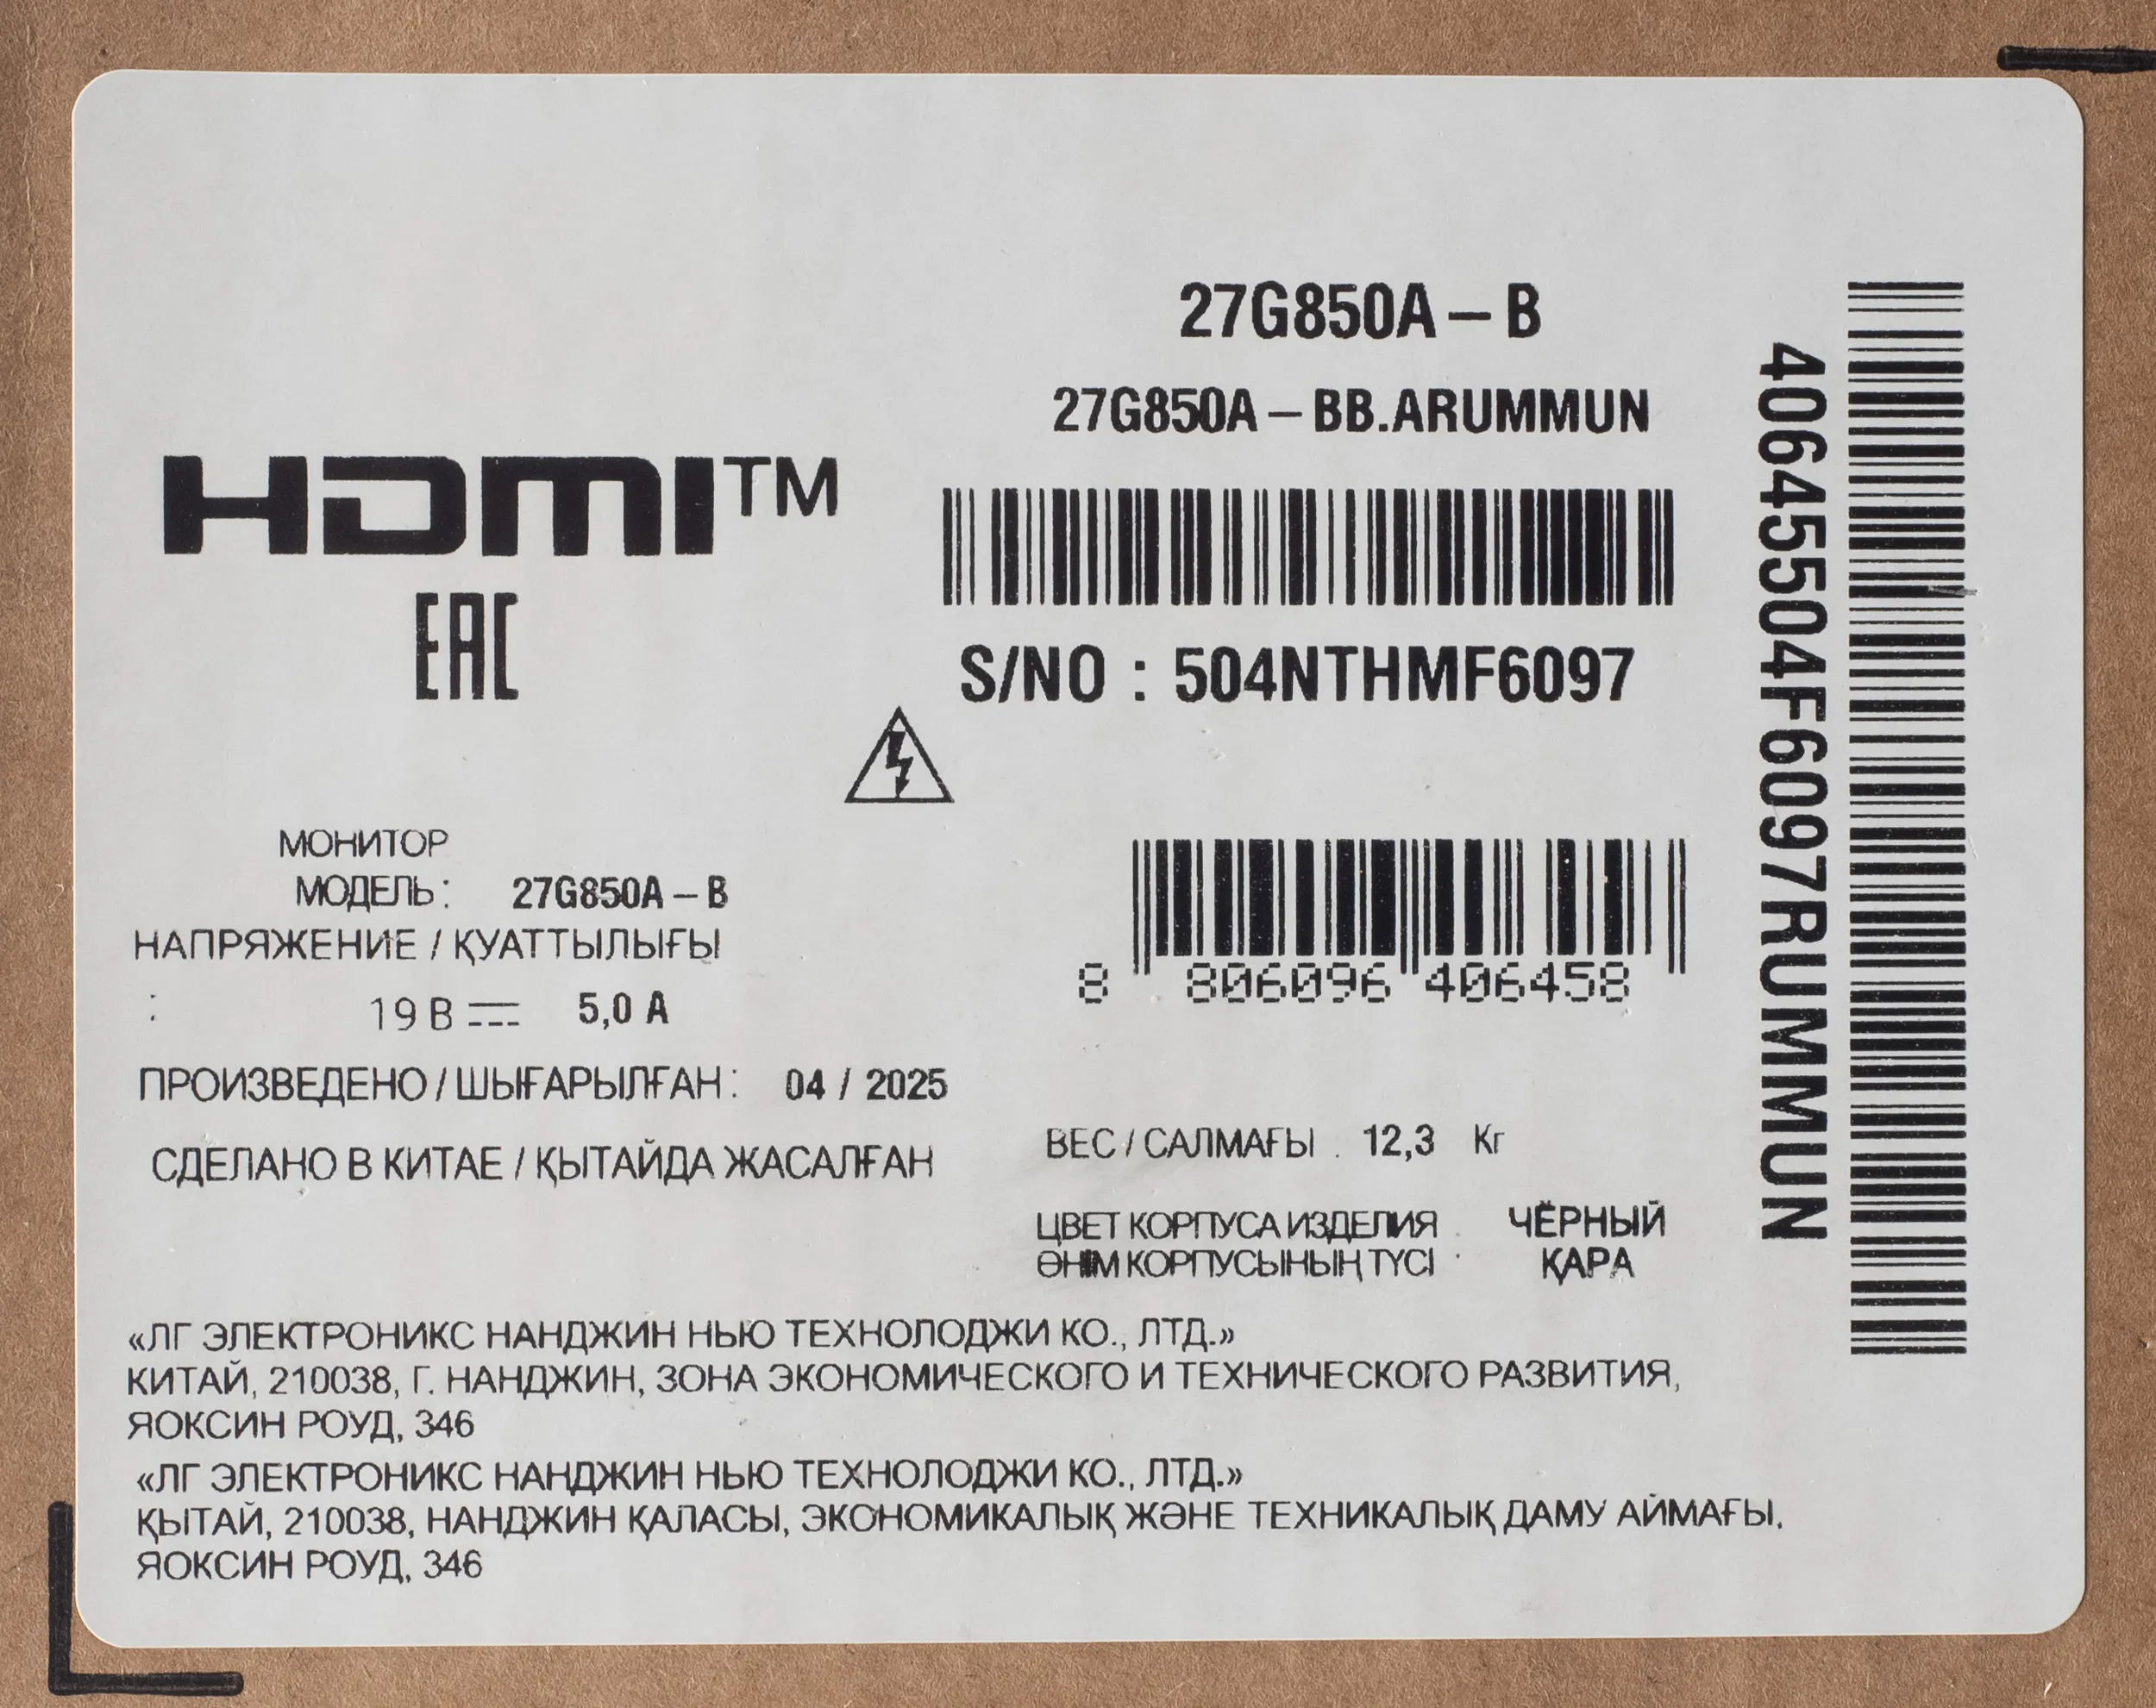 27G850A – B
27G850A – BB.ARUMMUN
HDMI™
EAC
S/NO : 504NTHMF6097
40645504F6097RUMMUN
МОНИТОР
МОДЕЛЬ : 27G850A – B
НАПРЯЖЕНИЕ / ҚУАТТЫЛЫҒЫ
: 19 В ⎓ 5,0 А
8 806096 406458
ПРОИЗВЕДЕНО / ШЫҒАРЫЛҒАН : 04 / 2025
СДЕЛАНО В КИТАЕ / ҚЫТАЙДА ЖАСАЛҒАН
ВЕС / САЛМАҒЫ : 12,3 Кг
ЦВЕТ КОРПУСА ИЗДЕЛИЯ : ЧЁРНЫЙ
ӨНІМ КОРПУСЫНЫҢ ТҮСІ : ҚАРА
«ЛГ ЭЛЕКТРОНИКС НАНДЖИН НЬЮ ТЕХНОЛОДЖИ КО., ЛТД.»
КИТАЙ, 210038, Г. НАНДЖИН, ЗОНА ЭКОНОМИЧЕСКОГО И ТЕХНИЧЕСКОГО РАЗВИТИЯ,
ЯОКСИН РОУД, 346
«ЛГ ЭЛЕКТРОНИКС НАНДЖИН НЬЮ ТЕХНОЛОДЖИ КО., ЛТД.»
ҚЫТАЙ, 210038, НАНДЖИН ҚАЛАСЫ, ЭКОНОМИКАЛЫҚ ЖӘНЕ ТЕХНИКАЛЫҚ ДАМУ АЙМАҒЫ,
ЯОКСИН РОУД, 346